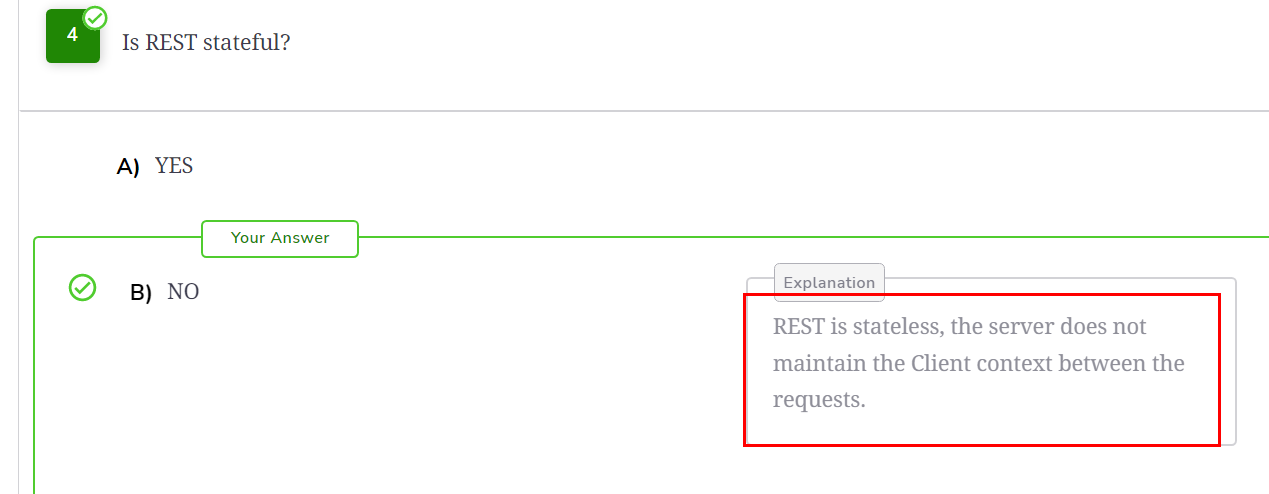 4
Is REST stateful?
A) YES
Your Answer
B) NO
Explanation
REST is stateless, the server does not
maintain the Client context between the
requests.